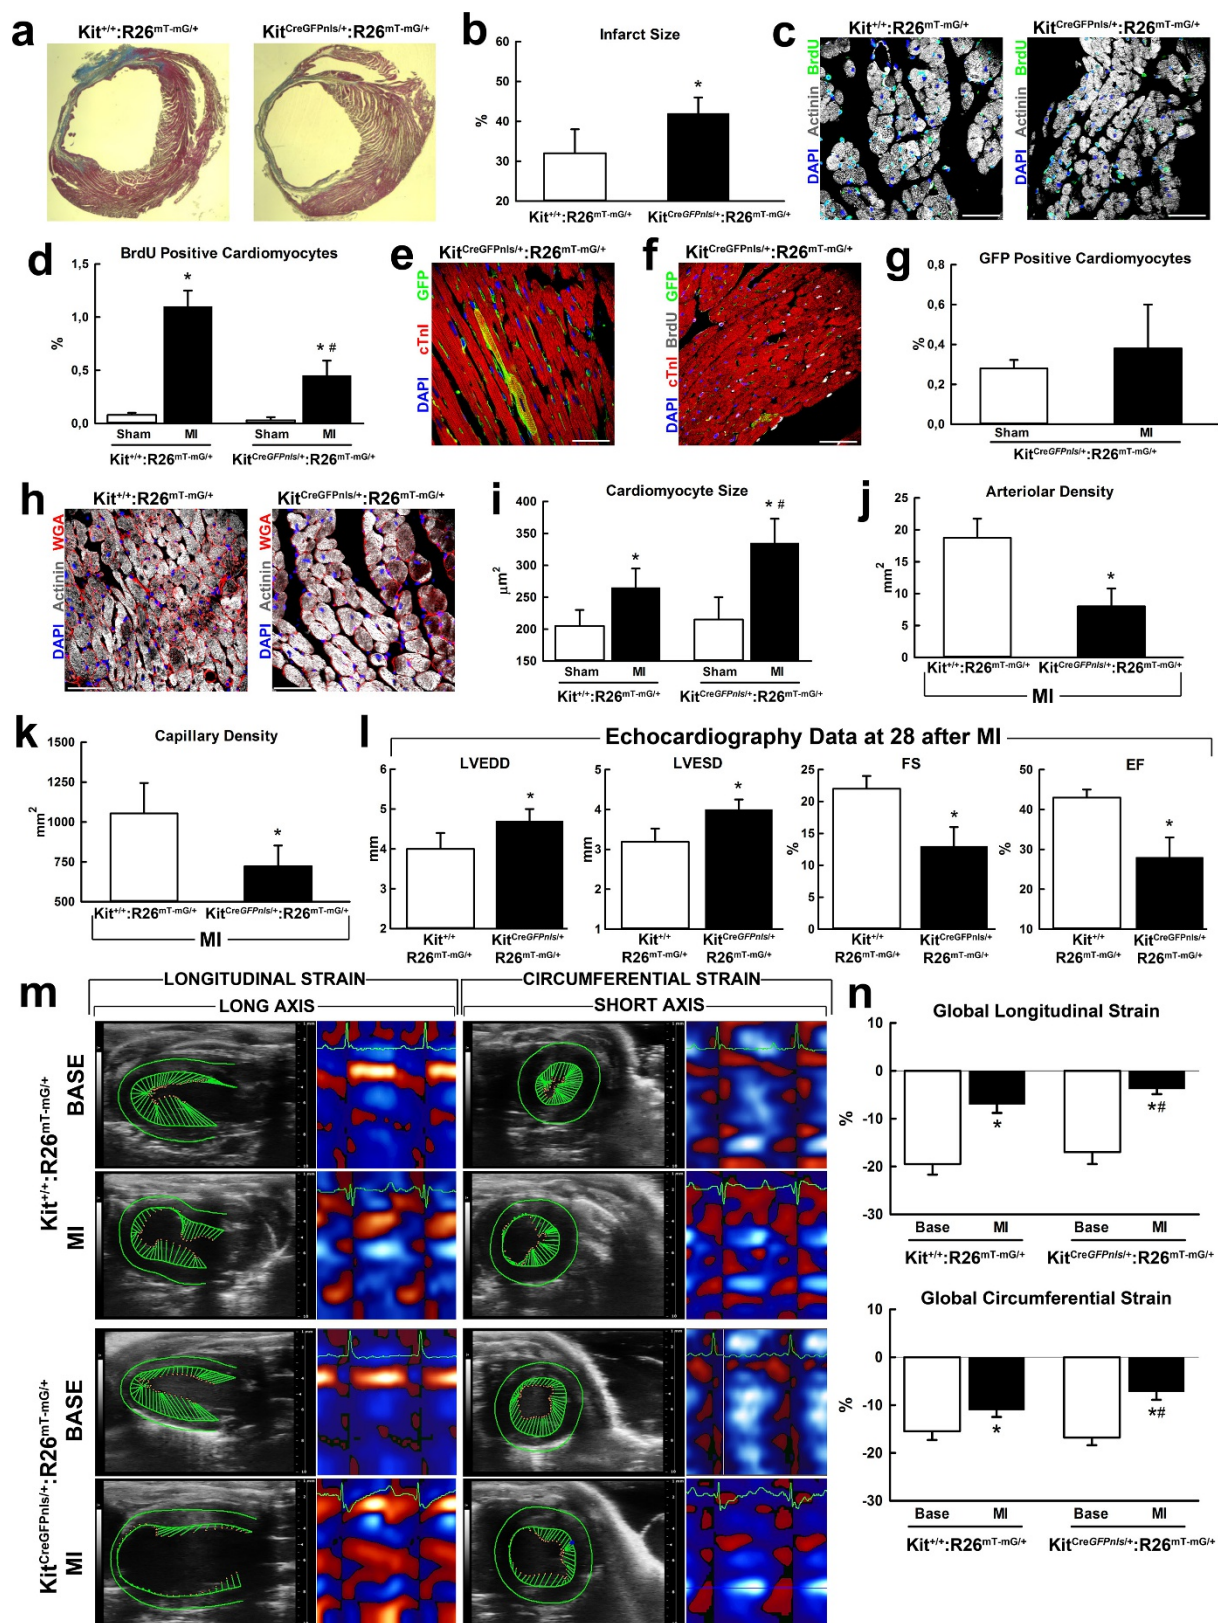 a
Kit+/+:R26mT-mG/+
KitCreGFPnls/+:R26mT-mG/+
b
Infarct Size
%
50
40
30
20
*
Kit+/+:R26mT-mG/+
KitCreGFPnls/+:R26mT-mG/+
c
Kit+/+:R26mT-mG/+
KitCreGFPnls/+:R26mT-mG/+
DAPI Actinin BrdU
DAPI Actinin BrdU
d
BrdU Positive Cardiomyocytes
%
1,5
1,0
0,5
0,0
*
* #
Sham MI Sham MI
Kit+/+:R26mT-mG/+
KitCreGFPnls/+:R26mT-mG/+
e
KitCreGFPnls/+:R26mT-mG/+
DAPI cTnI GFP
f
KitCreGFPnls/+:R26mT-mG/+
DAPI cTnI BrdU GFP
g
GFP Positive Cardiomyocytes
%
0,8
0,6
0,4
0,2
0,0
Sham MI
KitCreGFPnls/+:R26mT-mG/+
h
Kit+/+:R26mT-mG/+
KitCreGFPnls/+:R26mT-mG/+
DAPI Actinin WGA
DAPI Actinin WGA
i
Cardiomyocyte Size
µm2
400
350
300
250
200
150
*
* #
Sham MI Sham MI
Kit+/+:R26mT-mG/+
KitCreGFPnls/+:R26mT-mG/+
j
Arteriolar Density
mm2
25
20
15
10
5
0
*
Kit+/+:R26mT-mG/+
KitCreGFPnls/+:R26mT-mG/+
MI
k
Capillary Density
mm2
1500
1250
1000
750
500
*
Kit+/+:R26mT-mG/+
KitCreGFPnls/+:R26mT-mG/+
MI
l
Echocardiography Data at 28 after MI
LVEDD
mm
6
5
4
3
2
*
Kit+/+ KitCreGFPnls/+
R26mT-mG/+ R26mT-mG/+
LVESD
mm
5
4
3
2
1
*
Kit+/+ KitCreGFPnls/+
R26mT-mG/+ R26mT-mG/+
FS
%
25
20
15
10
5
0
*
Kit+/+ KitCreGFPnls/+
R26mT-mG/+ R26mT-mG/+
EF
%
50
40
30
20
10
*
Kit+/+ KitCreGFPnls/+
R26mT-mG/+ R26mT-mG/+
m
LONGITUDINAL STRAIN
CIRCUMFERENTIAL STRAIN
LONG AXIS
SHORT AXIS
Kit+/+:R26mT-mG/+
BASE
MI
KitCreGFPnls/+:R26mT-mG/+
BASE
MI
n
Global Longitudinal Strain
%
10
0
-10
-20
-30
*
*#
Base MI Base MI
Kit+/+:R26mT-mG/+
KitCreGFPnls/+:R26mT-mG/+
Global Circumferential Strain
%
10
0
-10
-20
-30
*
*#
Base MI Base MI
Kit+/+:R26mT-mG/+
KitCreGFPnls/+:R26mT-mG/+